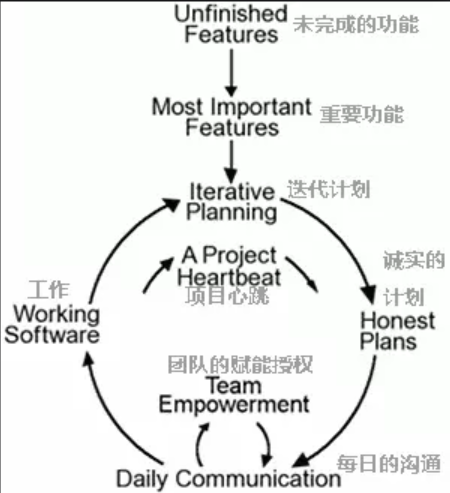 Unfinished
Features
未完成的功能
Most Important
Features
重要功能
Iterative
Planning
迭代计划
A Project
Heartbeat
项目心跳
诚实的
计划
Honest
Plans
工作
Working
Software
团队的赋能授权
Team
Empowerment
Daily Communication
每日的沟通